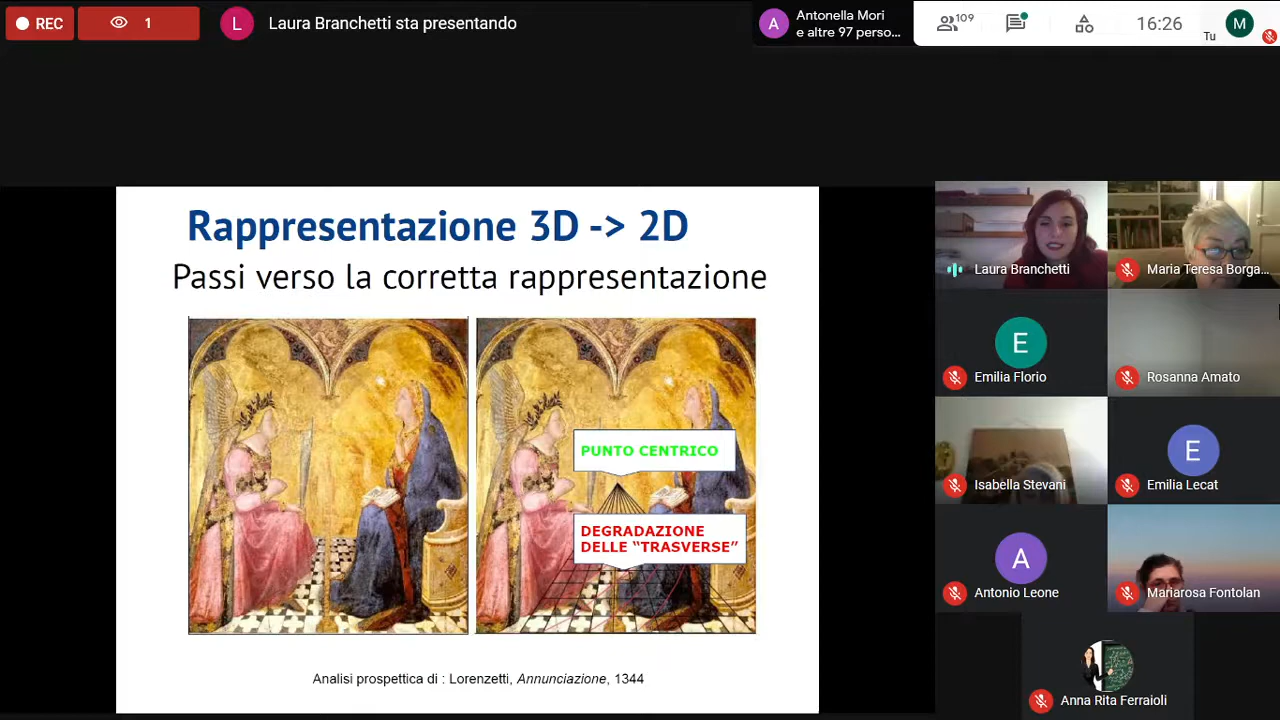 REC
1
L
Laura Branchetti sta presentando
A
Antonella Mori
e altre 97 perso...
109
16:26
Tu
M
Rappresentazione 3D -> 2D
Passi verso la corretta rappresentazione
PUNTO CENTRICO
DEGRADAZIONE
DELLE “TRASVERSE”
Analisi prospettica di : Lorenzetti, Annunciazione, 1344
Laura Branchetti
Maria Teresa Borga...
E
Emilia Florio
Rosanna Amato
Isabella Stevani
E
Emilia Lecat
A
Antonio Leone
Mariarosa Fontolan
Anna Rita Ferraioli